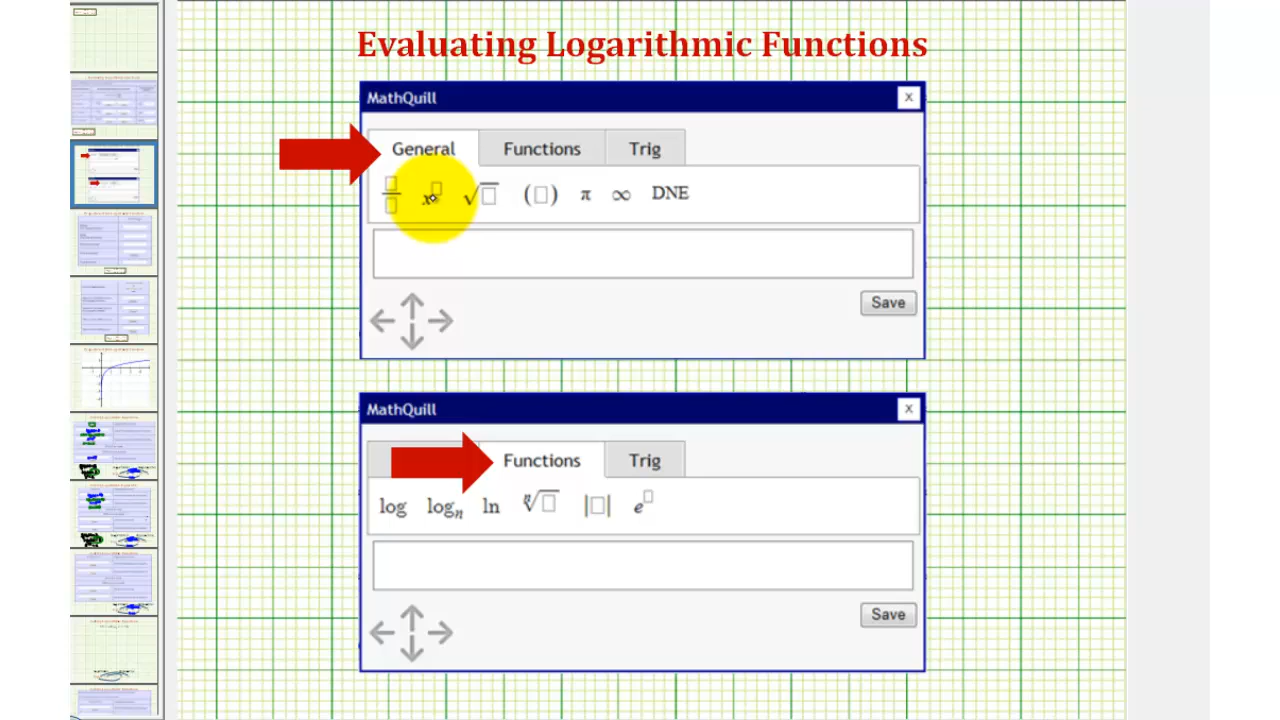 Evaluating Logarithmic Functions
MathQuill x
General Functions Trig
x √ ( ) π ∞ DNE
Save
MathQuill x
Functions Trig
log logₙ ln ⁿ√ | | e
Save